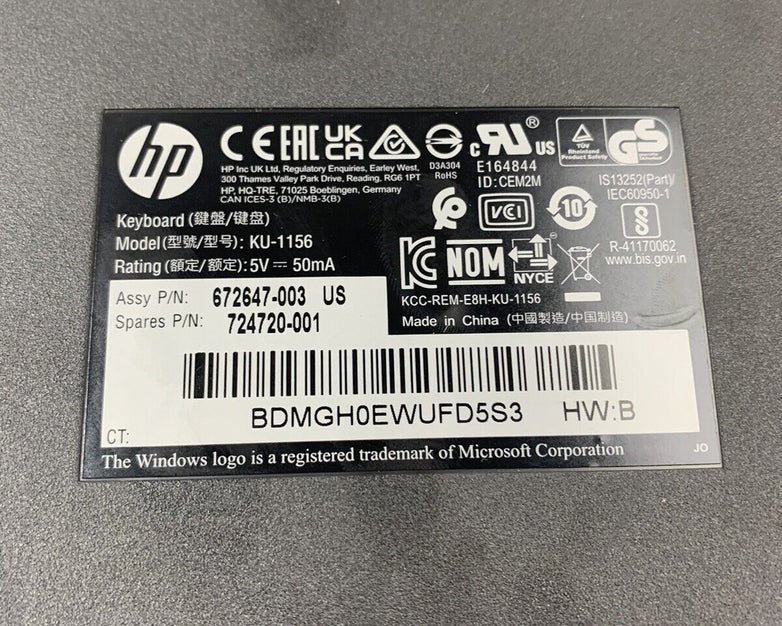 hp
CE EAC UK CA
HP Inc UK Ltd, Regulatory Enquiries, Earley West,
300 Thames Valley Park Drive, Reading, RG6 1PT
HP, HQ-TRE, 71025 Boeblingen, Germany
CAN ICES-3 (B)/NMB-3(B)
D3A304
RoHS
c RU US ®
E164844
ID:CEM2M
TÜV
TÜVRheinland
Product Safety
GS
Keyboard (鍵盤/键盘)
Model(型號/型号): KU-1156
Rating (額定/额定):5V ⎓ 50mA
VCI
10
IS13252(Part)/
IEC60950-1
S
R-41170062
www.bis.gov.in
KC
NOM
NYCE
KCC-REM-E8H-KU-1156
Made in China (中國製造/中国制造)
Assy P/N: 672647-003 US
Spares P/N: 724720-001
BDMGH0EWUFD5S3 HW:B
CT:
The Windows logo is a registered trademark of Microsoft Corporation
JO